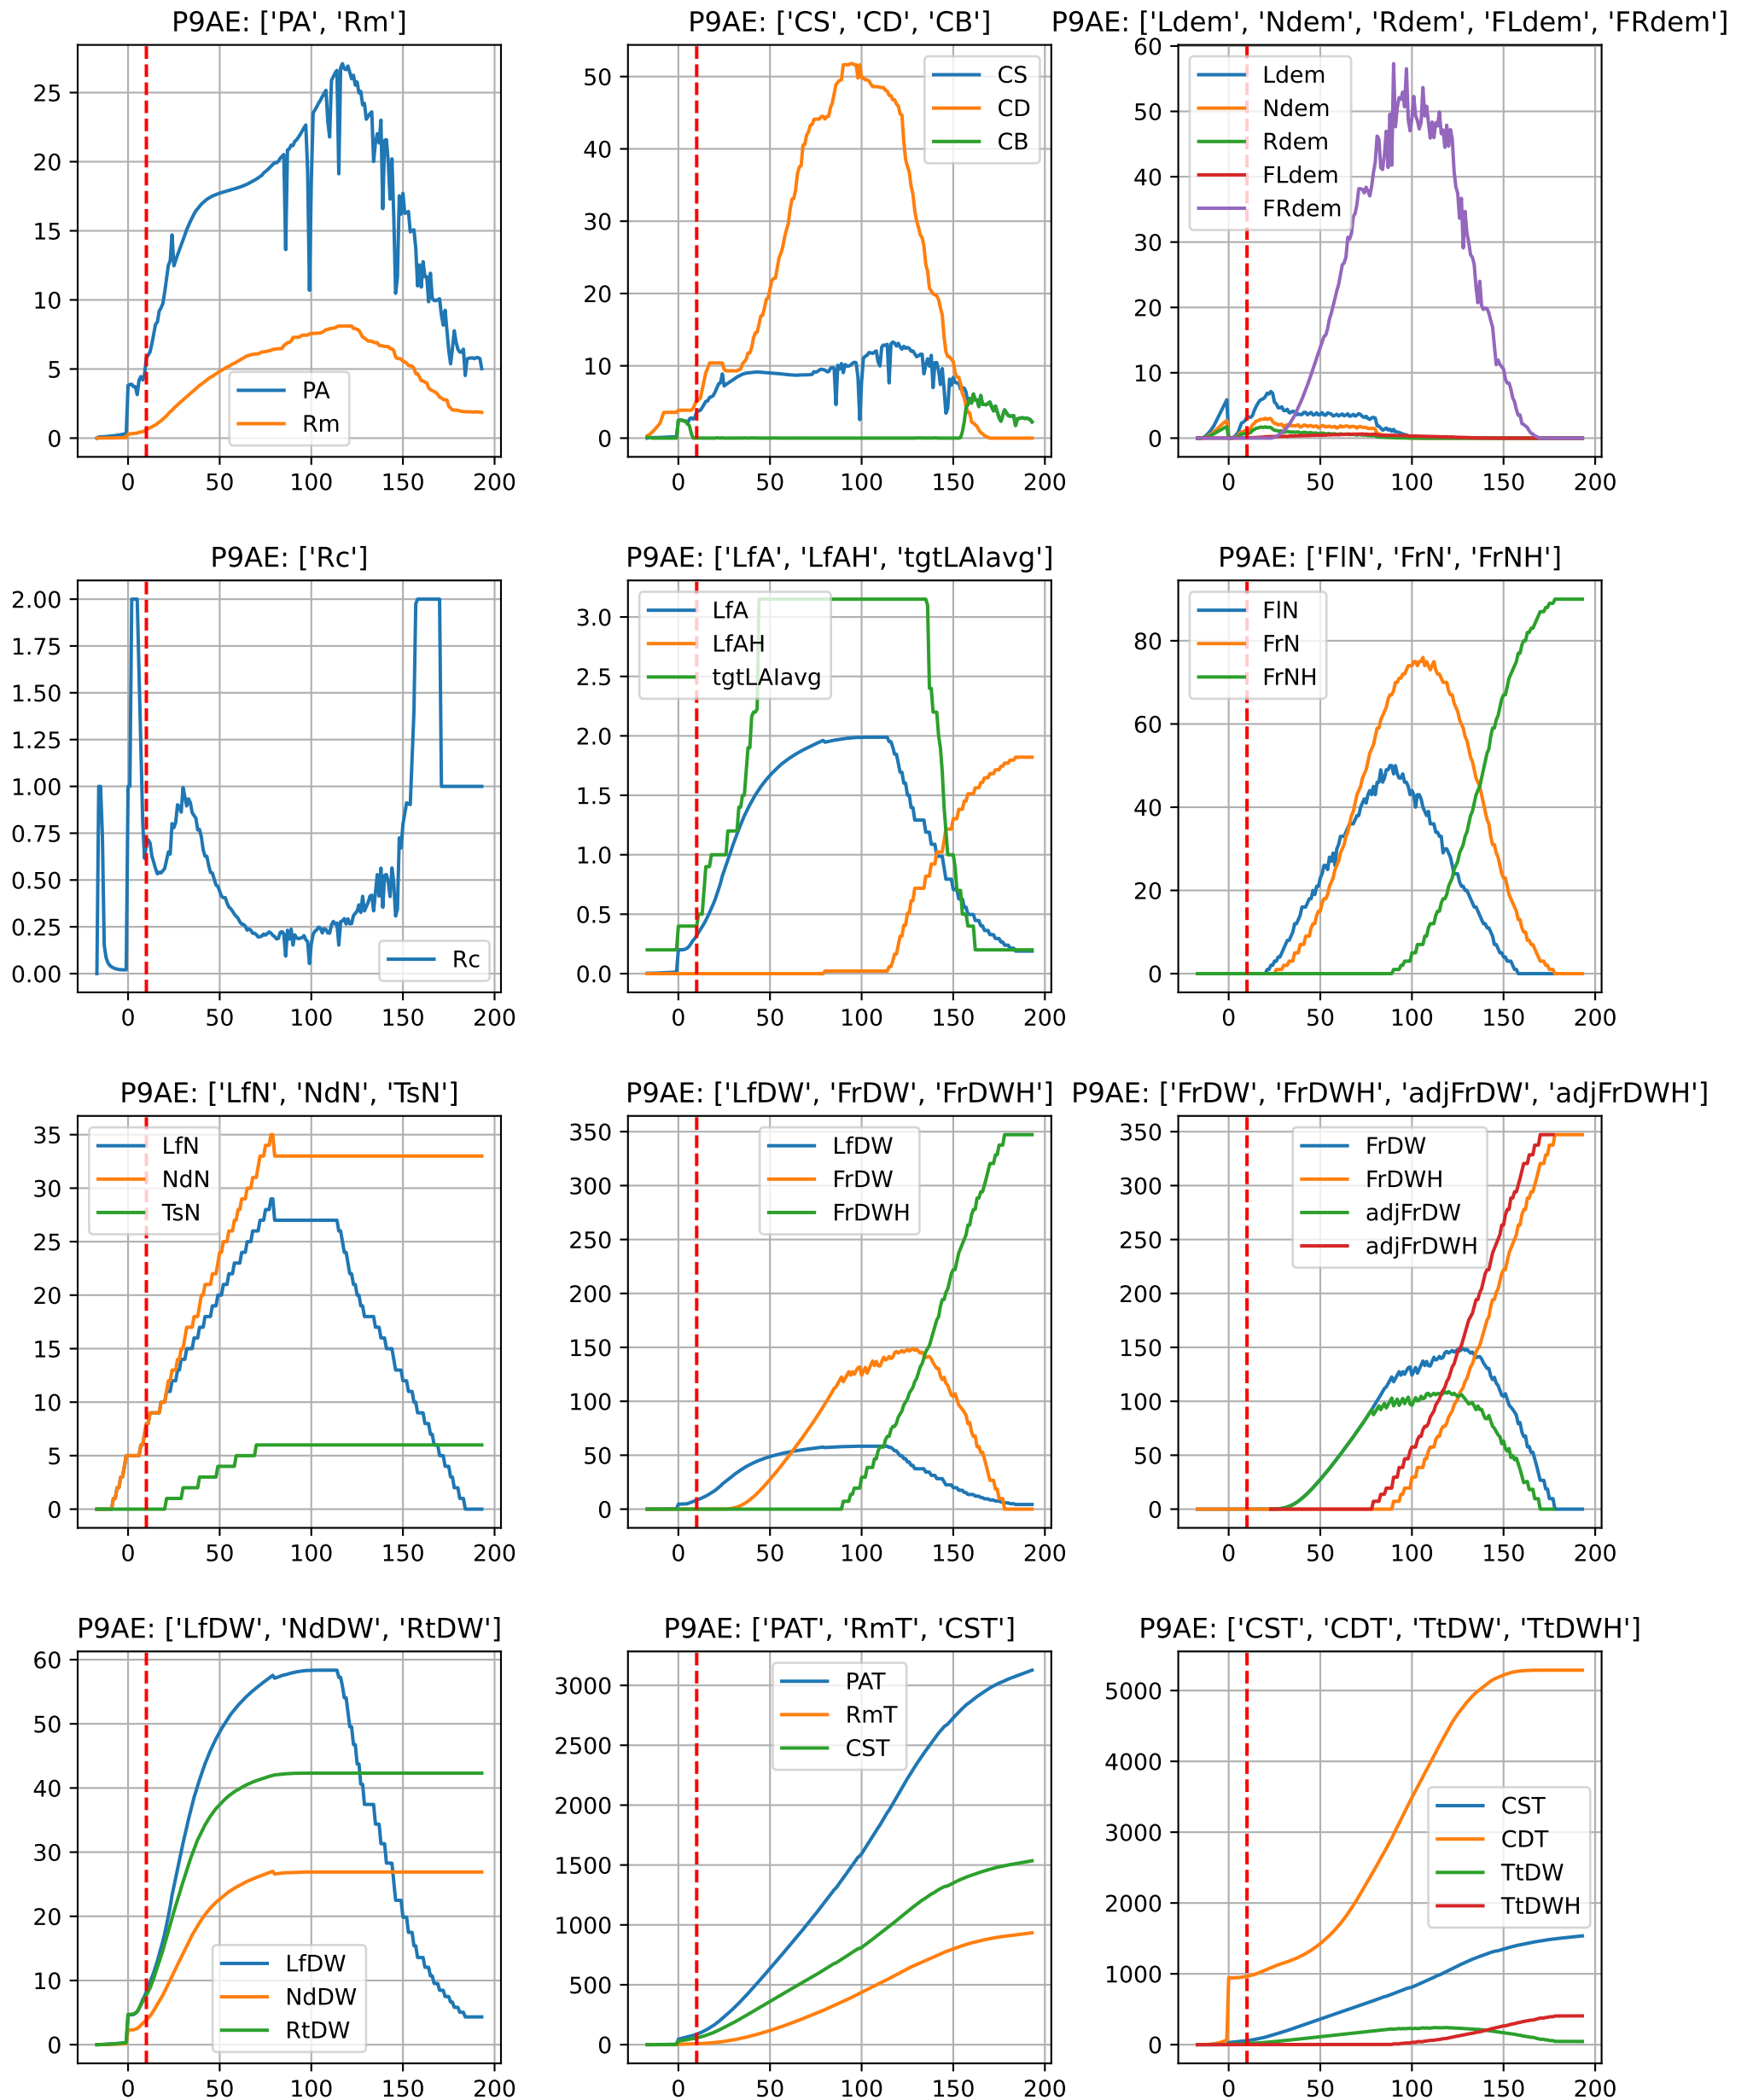 P9AE: ['PA', 'Rm']
25
20
15
10
5
0
PA
Rm
0 50 100 150 200
P9AE: ['CS', 'CD', 'CB']
50
40
30
20
10
0
CS
CD
CB
0 50 100 150 200
P9AE: ['Ldem', 'Ndem', 'Rdem', 'FLdem', 'FRdem']
60
50
40
30
20
10
0
Ldem
Ndem
Rdem
FLdem
FRdem
0 50 100 150 200
P9AE: ['Rc']
2.00
1.75
1.50
1.25
1.00
0.75
0.50
0.25
0.00
Rc
0 50 100 150 200
P9AE: ['LfA', 'LfAH', 'tgtLAIavg']
3.0
2.5
2.0
1.5
1.0
0.5
0.0
LfA
LfAH
tgtLAIavg
0 50 100 150 200
P9AE: ['FlN', 'FrN', 'FrNH']
80
60
40
20
0
FlN
FrN
FrNH
0 50 100 150 200
P9AE: ['LfN', 'NdN', 'TsN']
35
30
25
20
15
10
5
0
LfN
NdN
TsN
0 50 100 150 200
P9AE: ['LfDW', 'FrDW', 'FrDWH']
350
300
250
200
150
100
50
0
LfDW
FrDW
FrDWH
0 50 100 150 200
P9AE: ['FrDW', 'FrDWH', 'adjFrDW', 'adjFrDWH']
350
300
250
200
150
100
50
0
FrDW
FrDWH
adjFrDW
adjFrDWH
0 50 100 150 200
P9AE: ['LfDW', 'NdDW', 'RtDW']
60
50
40
30
20
10
0
LfDW
NdDW
RtDW
0 50 100 150 200
P9AE: ['PAT', 'RmT', 'CST']
3000
2500
2000
1500
1000
500
0
PAT
RmT
CST
0 50 100 150 200
P9AE: ['CST', 'CDT', 'TtDW', 'TtDWH']
5000
4000
3000
2000
1000
0
CST
CDT
TtDW
TtDWH
0 50 100 150 200